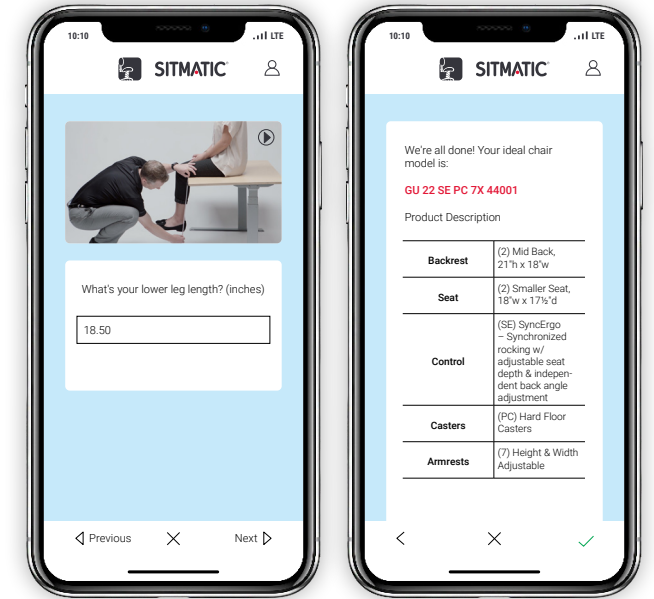 10:10
LTE
SITMATIC
What's your lower leg length? (inches)
18.50
Previous
Next
10:10
LTE
SITMATIC
We're all done! Your ideal chair
model is:
GU 22 SE PC 7X 44001
Product Description
Backrest
(2) Mid Back,
21"h x 18"w
Seat
(2) Smaller Seat,
18"w x 17½"d
Control
(SE) SyncErgo
– Synchronized
rocking w/
adjustable seat
depth & indepen-
dent back angle
adjustment
Casters
(PC) Hard Floor
Casters
Armrests
(7) Height & Width
Adjustable